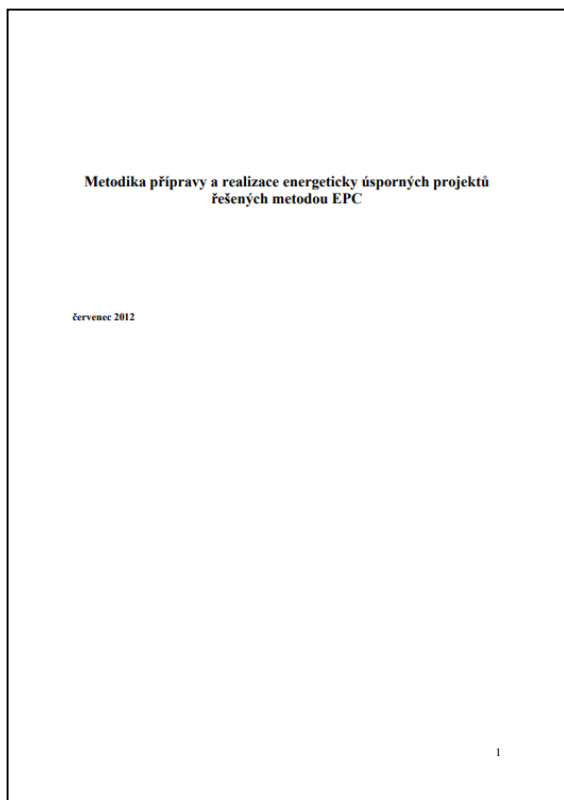 Metodika přípravy a realizace energeticky úsporných projektů
řešených metodou EPC
červenec 2012
1